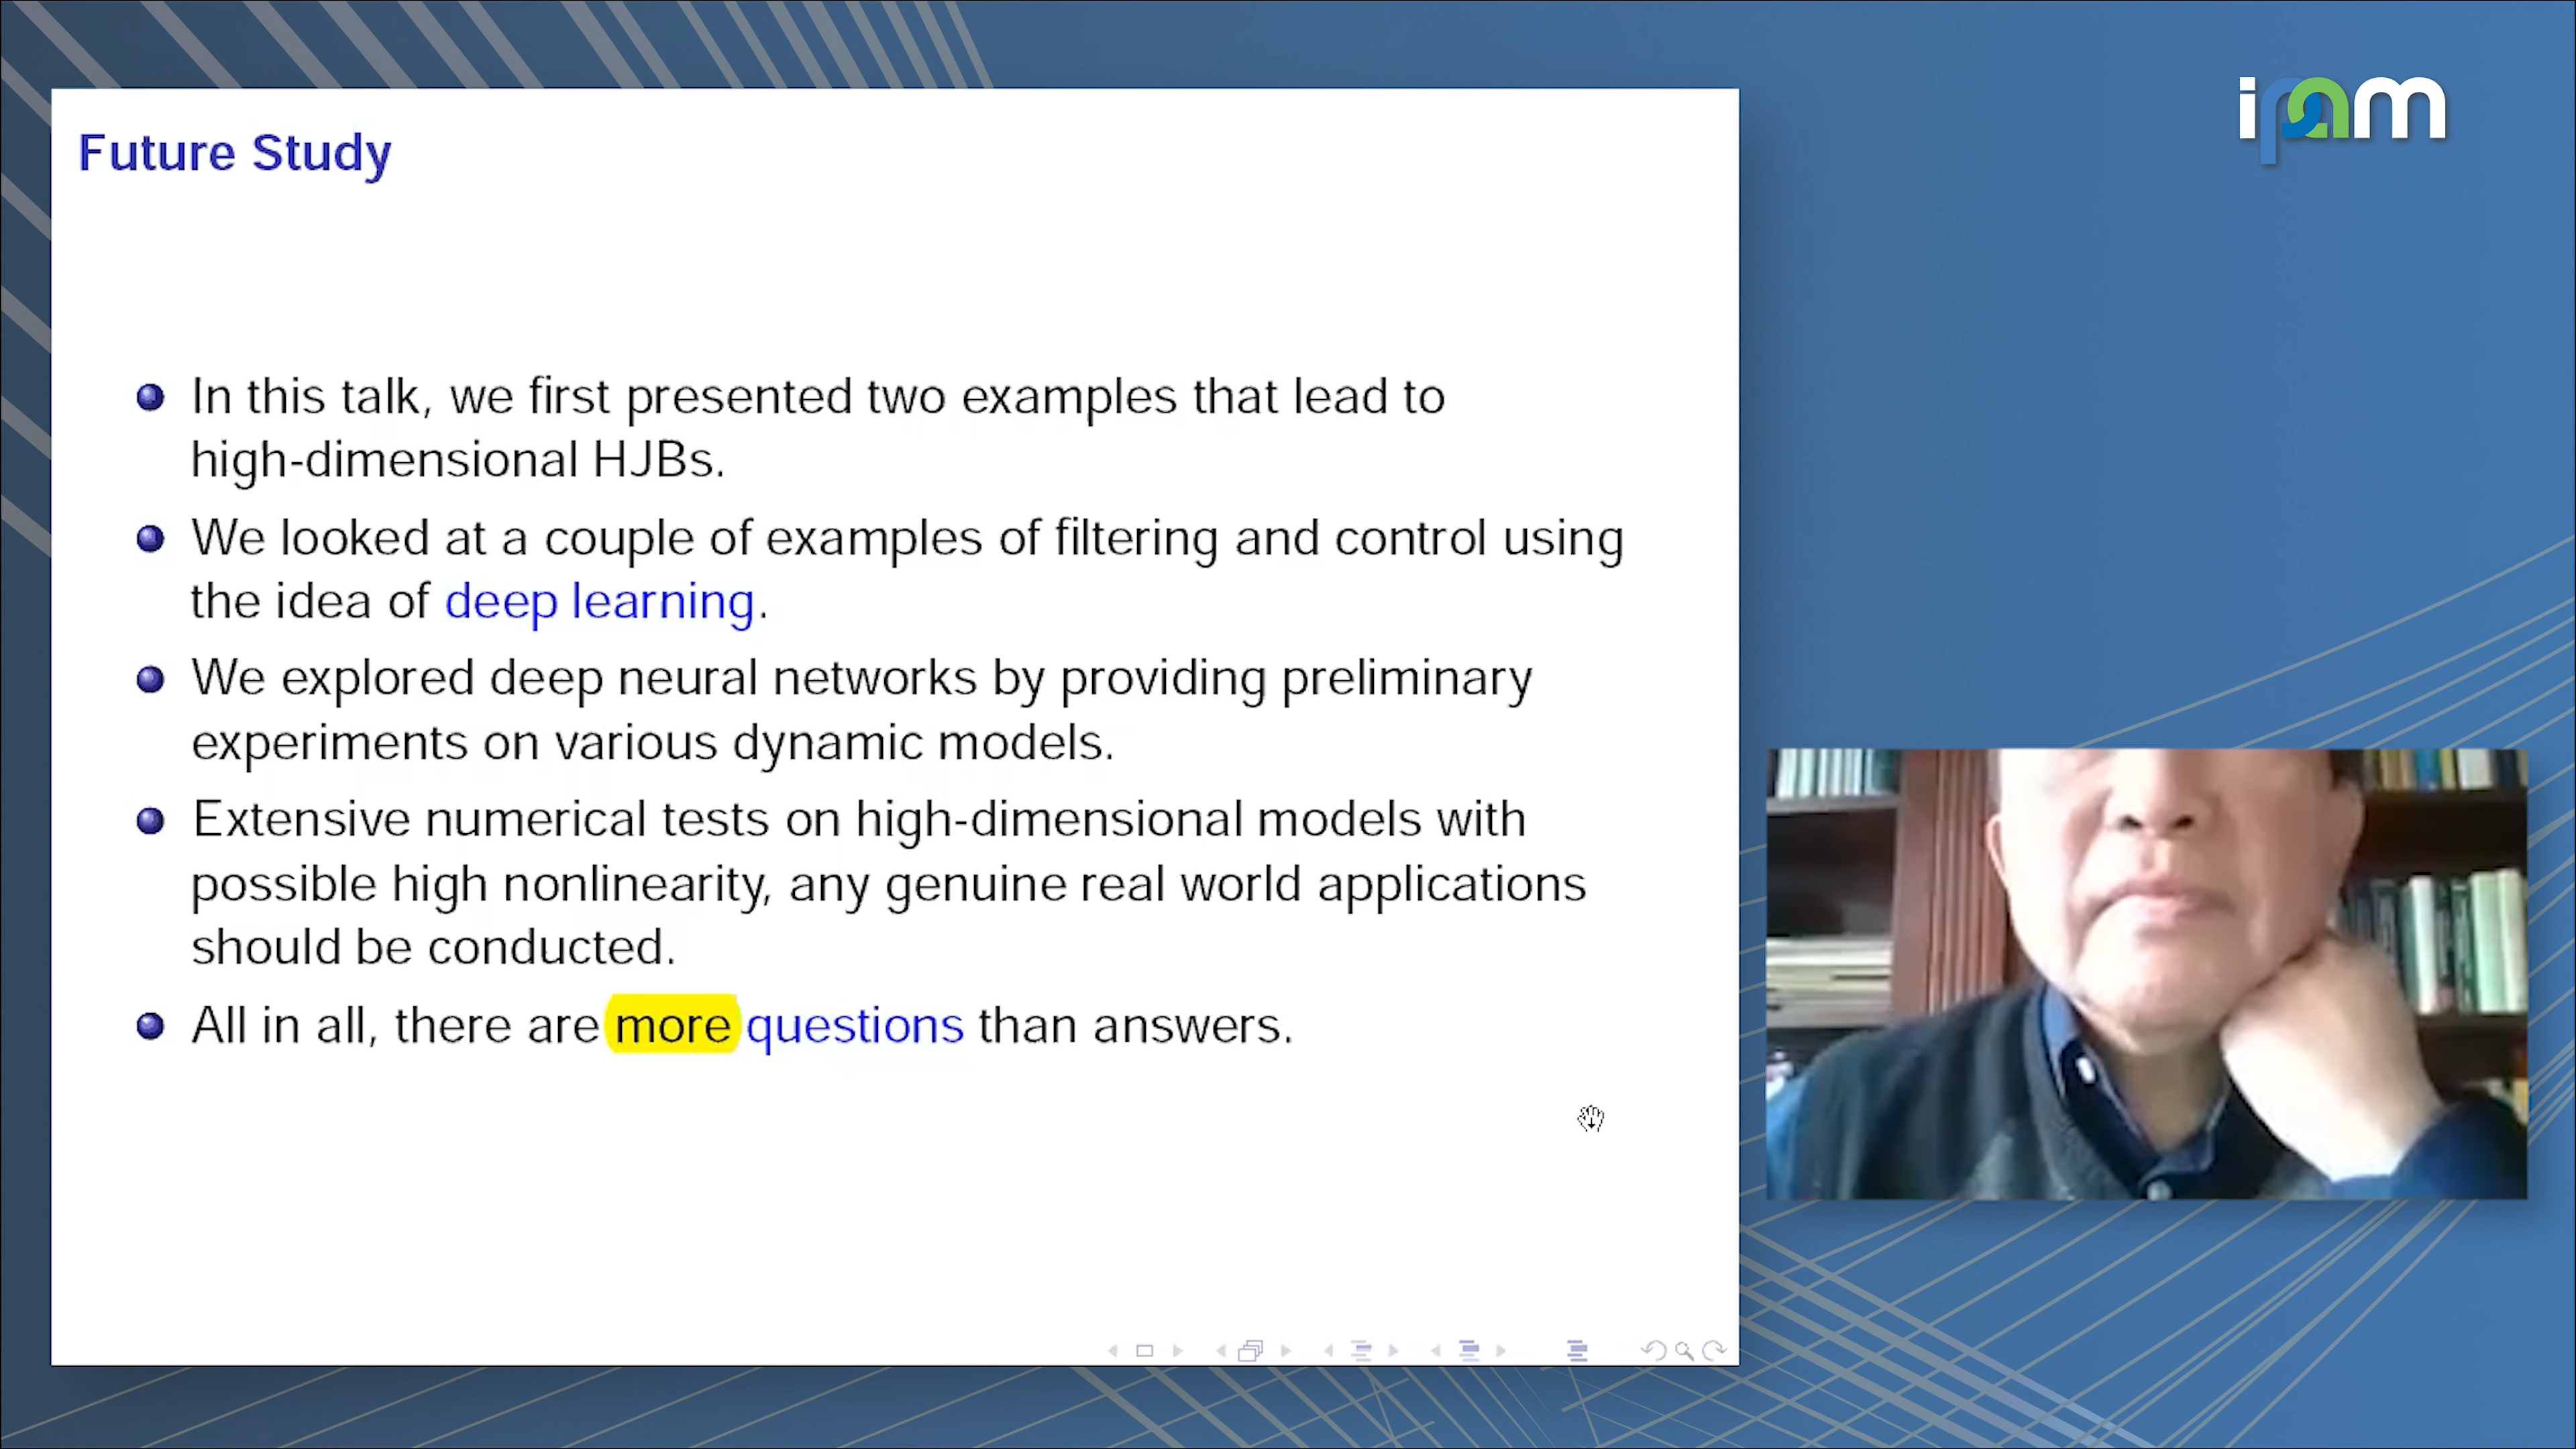 ipam
Future Study
In this talk, we first presented two examples that lead to
high-dimensional HJBs.
We looked at a couple of examples of filtering and control using
the idea of deep learning.
We explored deep neural networks by providing preliminary
experiments on various dynamic models.
Extensive numerical tests on high-dimensional models with
possible high nonlinearity, any genuine real world applications
should be conducted.
All in all, there are more questions than answers.